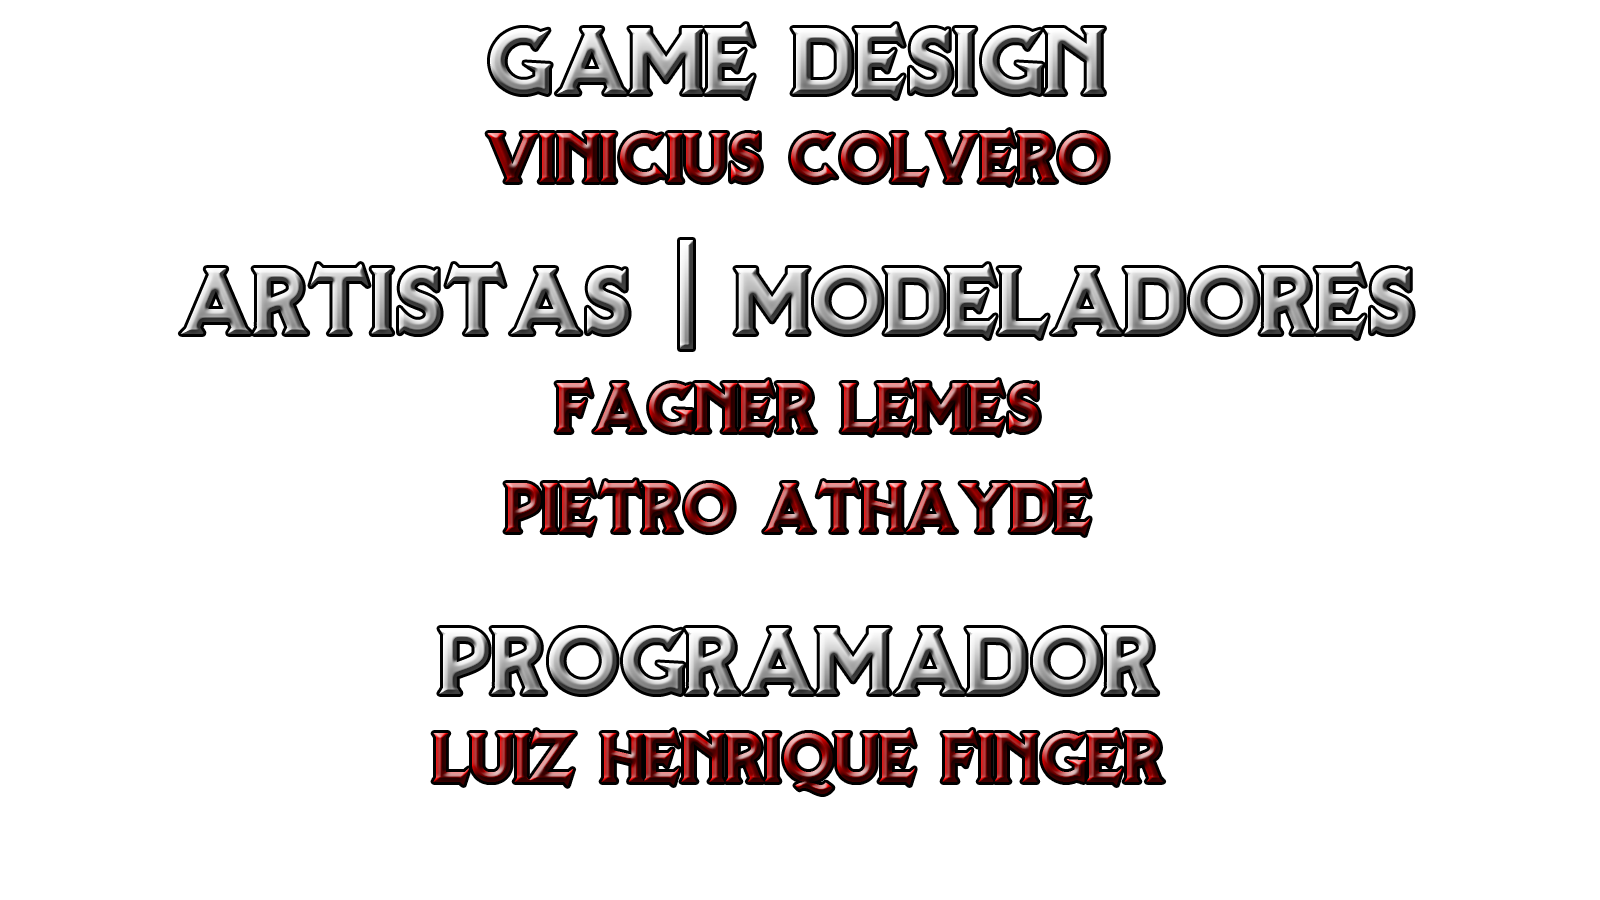 GAME DESIGN
VINICIUS COLVERO
ARTISTAS | MODELADORES
FAGNER LEMES
PIETRO ATHAYDE
PROGRAMADOR
LUIZ HENRIQUE FINGER